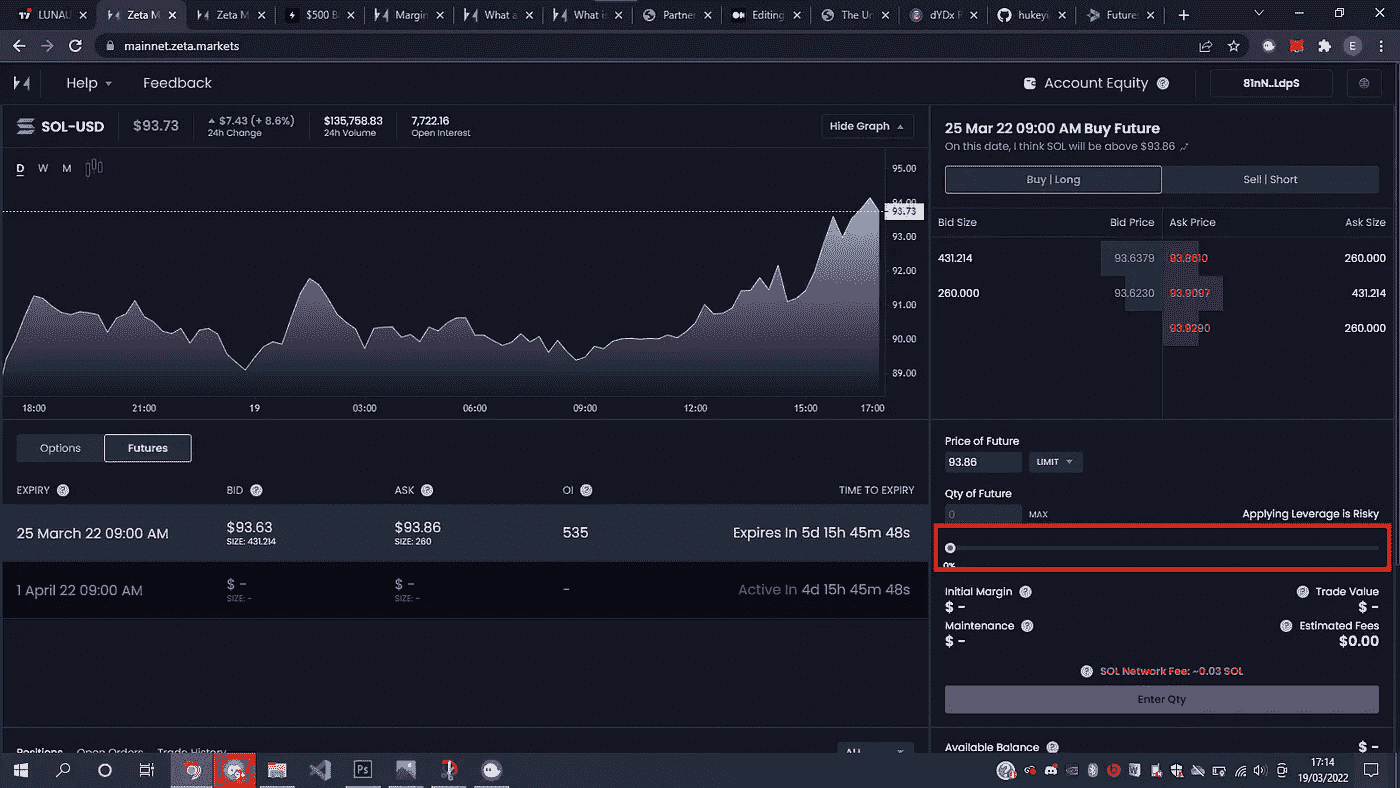 LUNAU
Zeta M
Zeta M
$500 B
Margin
What a
What is
Partner
Editing
The Un
dYDx F
hukeyi
Future
mainnet.zeta.markets
E
Help
Feedback
Account Equity
81nN...LdpS
SOL-USD
$93.73
$7.43 (+ 8.6%)
24h Change
$135,758.83
24h Volume
7,722.16
Open Interest
Hide Graph
D W M
95.00
94.00
93.73
93.00
92.00
91.00
90.00
89.00
18:00 21:00 19 03:00 06:00 09:00 12:00 15:00 17:00
Options
Futures
EXPIRY BID ASK OI TIME TO EXPIRY
25 March 22 09:00 AM $93.63 $93.86 535 Expires In 5d 15h 45m 48s
SIZE: 431.214 SIZE: 260
1 April 22 09:00 AM $ - $ - - Active In 4d 15h 45m 48s
SIZE: - SIZE: -
Positions Open Orders Trade History
ALL
25 Mar 22 09:00 AM Buy Future
On this date, I think SOL will be above $93.86
Buy | Long
Sell | Short
Bid Size Bid Price Ask Price Ask Size
431.214 93.6379 93.8610 260.000
260.000 93.6230 93.9097 431.214
93.9290 260.000
Price of Future
93.86
LIMIT
Qty of Future
0
MAX
Applying Leverage is Risky
0%
Initial Margin Trade Value
$ - $ -
Maintenance Estimated Fees
$ - $0.00
SOL Network Fee: ~0.03 SOL
Enter Qty
Available Balance $ -
Ps
17:14
19/03/2022